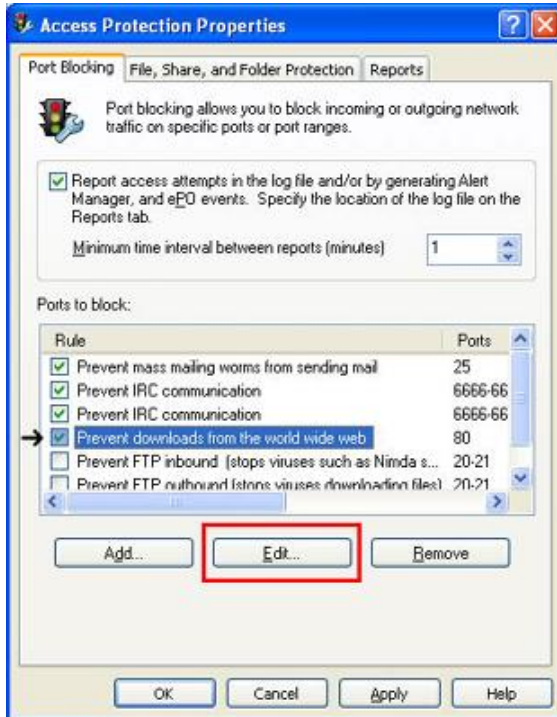 Access Protection Properties
Port Blocking File, Share, and Folder Protection Reports
Port blocking allows you to block incoming or outgoing network
traffic on specific ports or port ranges.
Report access attempts in the log file and/or by generating Alert
Manager, and ePO events. Specify the location of the log file on the
Reports tab.
Minimum time interval between reports (minutes) 1
Ports to block:
Rule Ports
Prevent mass mailing worms from sending mail 25
Prevent IRC communication 6666-66
Prevent IRC communication 6666-66
Prevent downloads from the world wide web 80
Prevent FTP inbound (stops viruses such as Nimda s... 20-21
Prevent FTP outbound (stops viruses downloading files) 20-21
Add... Edit... Remove
OK Cancel Apply Help